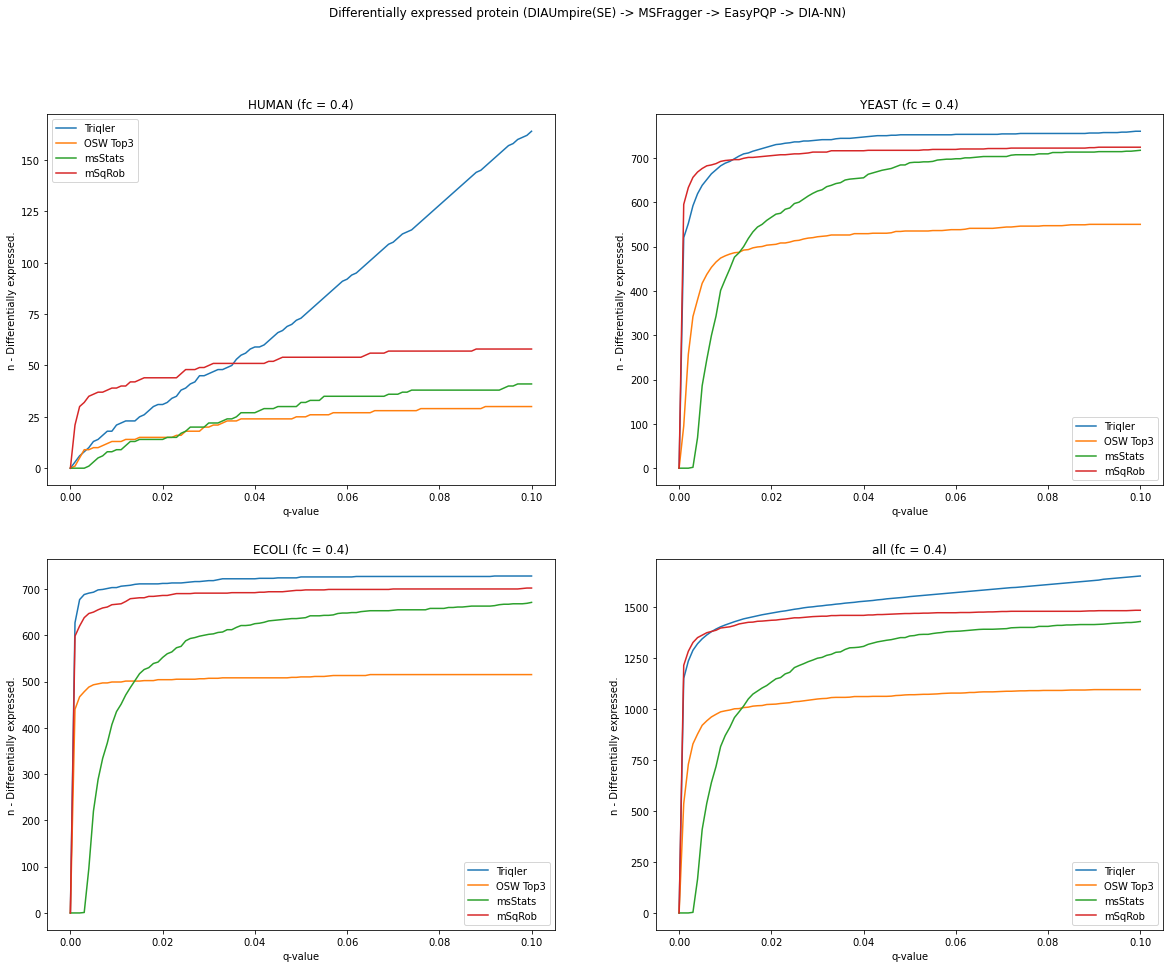 Differentially expressed protein (DIAUmpire(SE) -> MSFragger -> EasyPQP -> DIA-NN)
HUMAN (fc = 0.4)
Triqler
OSW Top3
msStats
mSqRob
n - Differentially expressed.
150
125
100
75
50
25
0
0.00 0.02 0.04 0.06 0.08 0.10
q-value
YEAST (fc = 0.4)
n - Differentially expressed.
700
600
500
400
300
200
100
0
Triqler
OSW Top3
msStats
mSqRob
0.00 0.02 0.04 0.06 0.08 0.10
q-value
ECOLI (fc = 0.4)
n - Differentially expressed.
700
600
500
400
300
200
100
0
Triqler
OSW Top3
msStats
mSqRob
0.00 0.02 0.04 0.06 0.08 0.10
q-value
all (fc = 0.4)
n - Differentially expressed.
1500
1250
1000
750
500
250
0
Triqler
OSW Top3
msStats
mSqRob
0.00 0.02 0.04 0.06 0.08 0.10
q-value